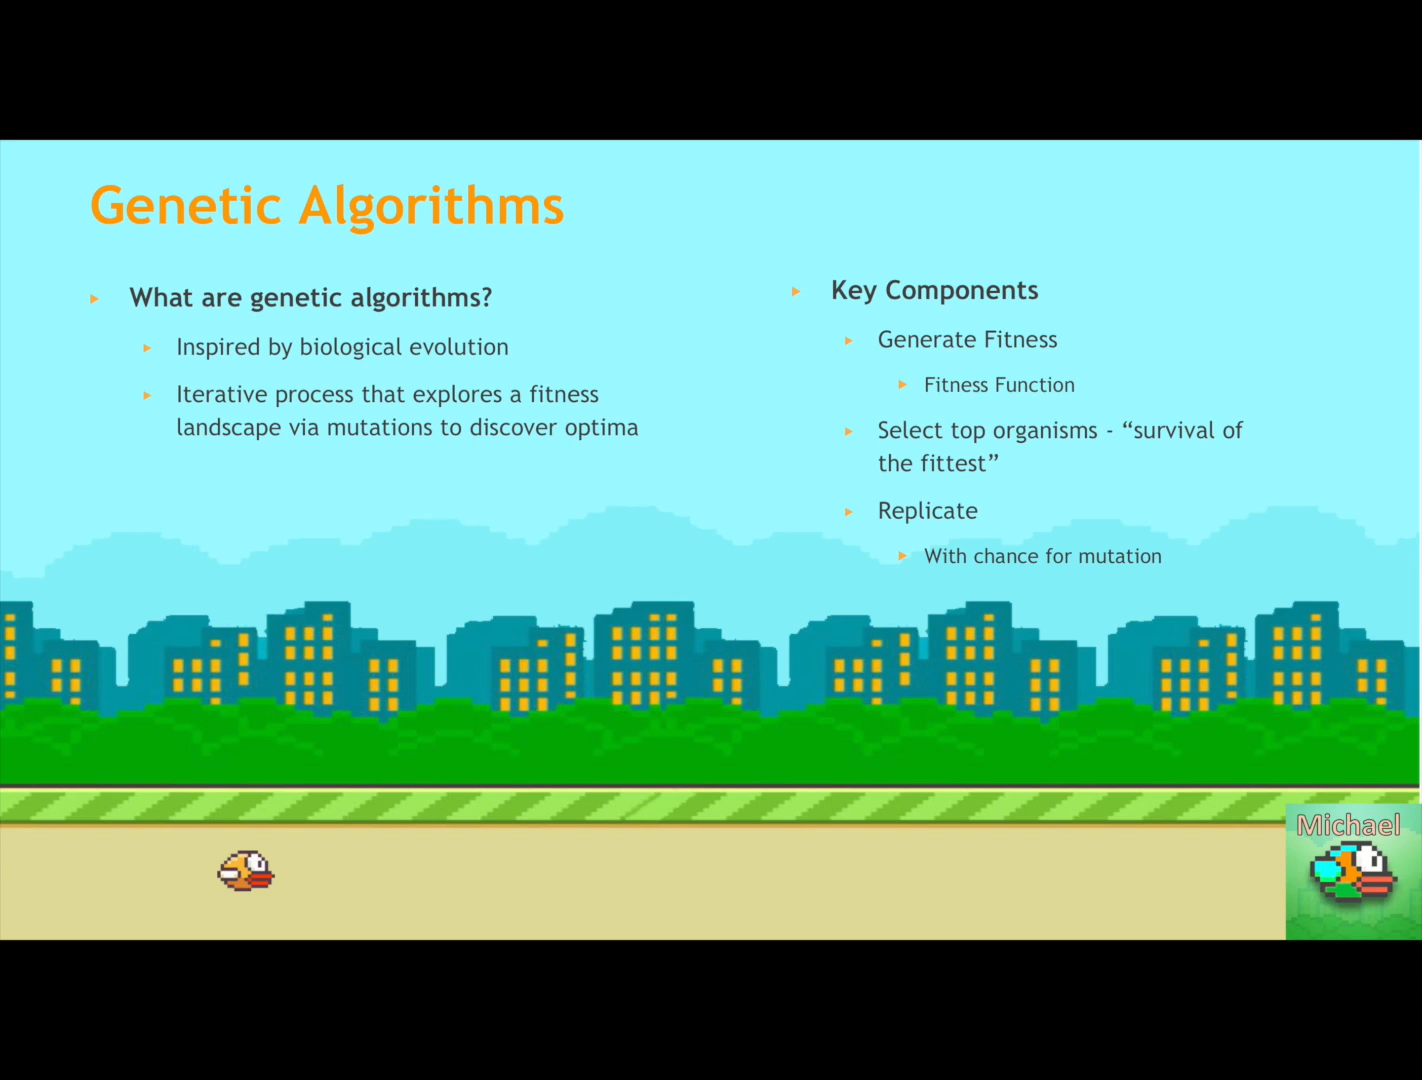 Genetic Algorithms
What are genetic algorithms?
Inspired by biological evolution
Iterative process that explores a fitness
landscape via mutations to discover optima
Key Components
Generate Fitness
Fitness Function
Select top organisms - “survival of
the fittest”
Replicate
With chance for mutation
Michael